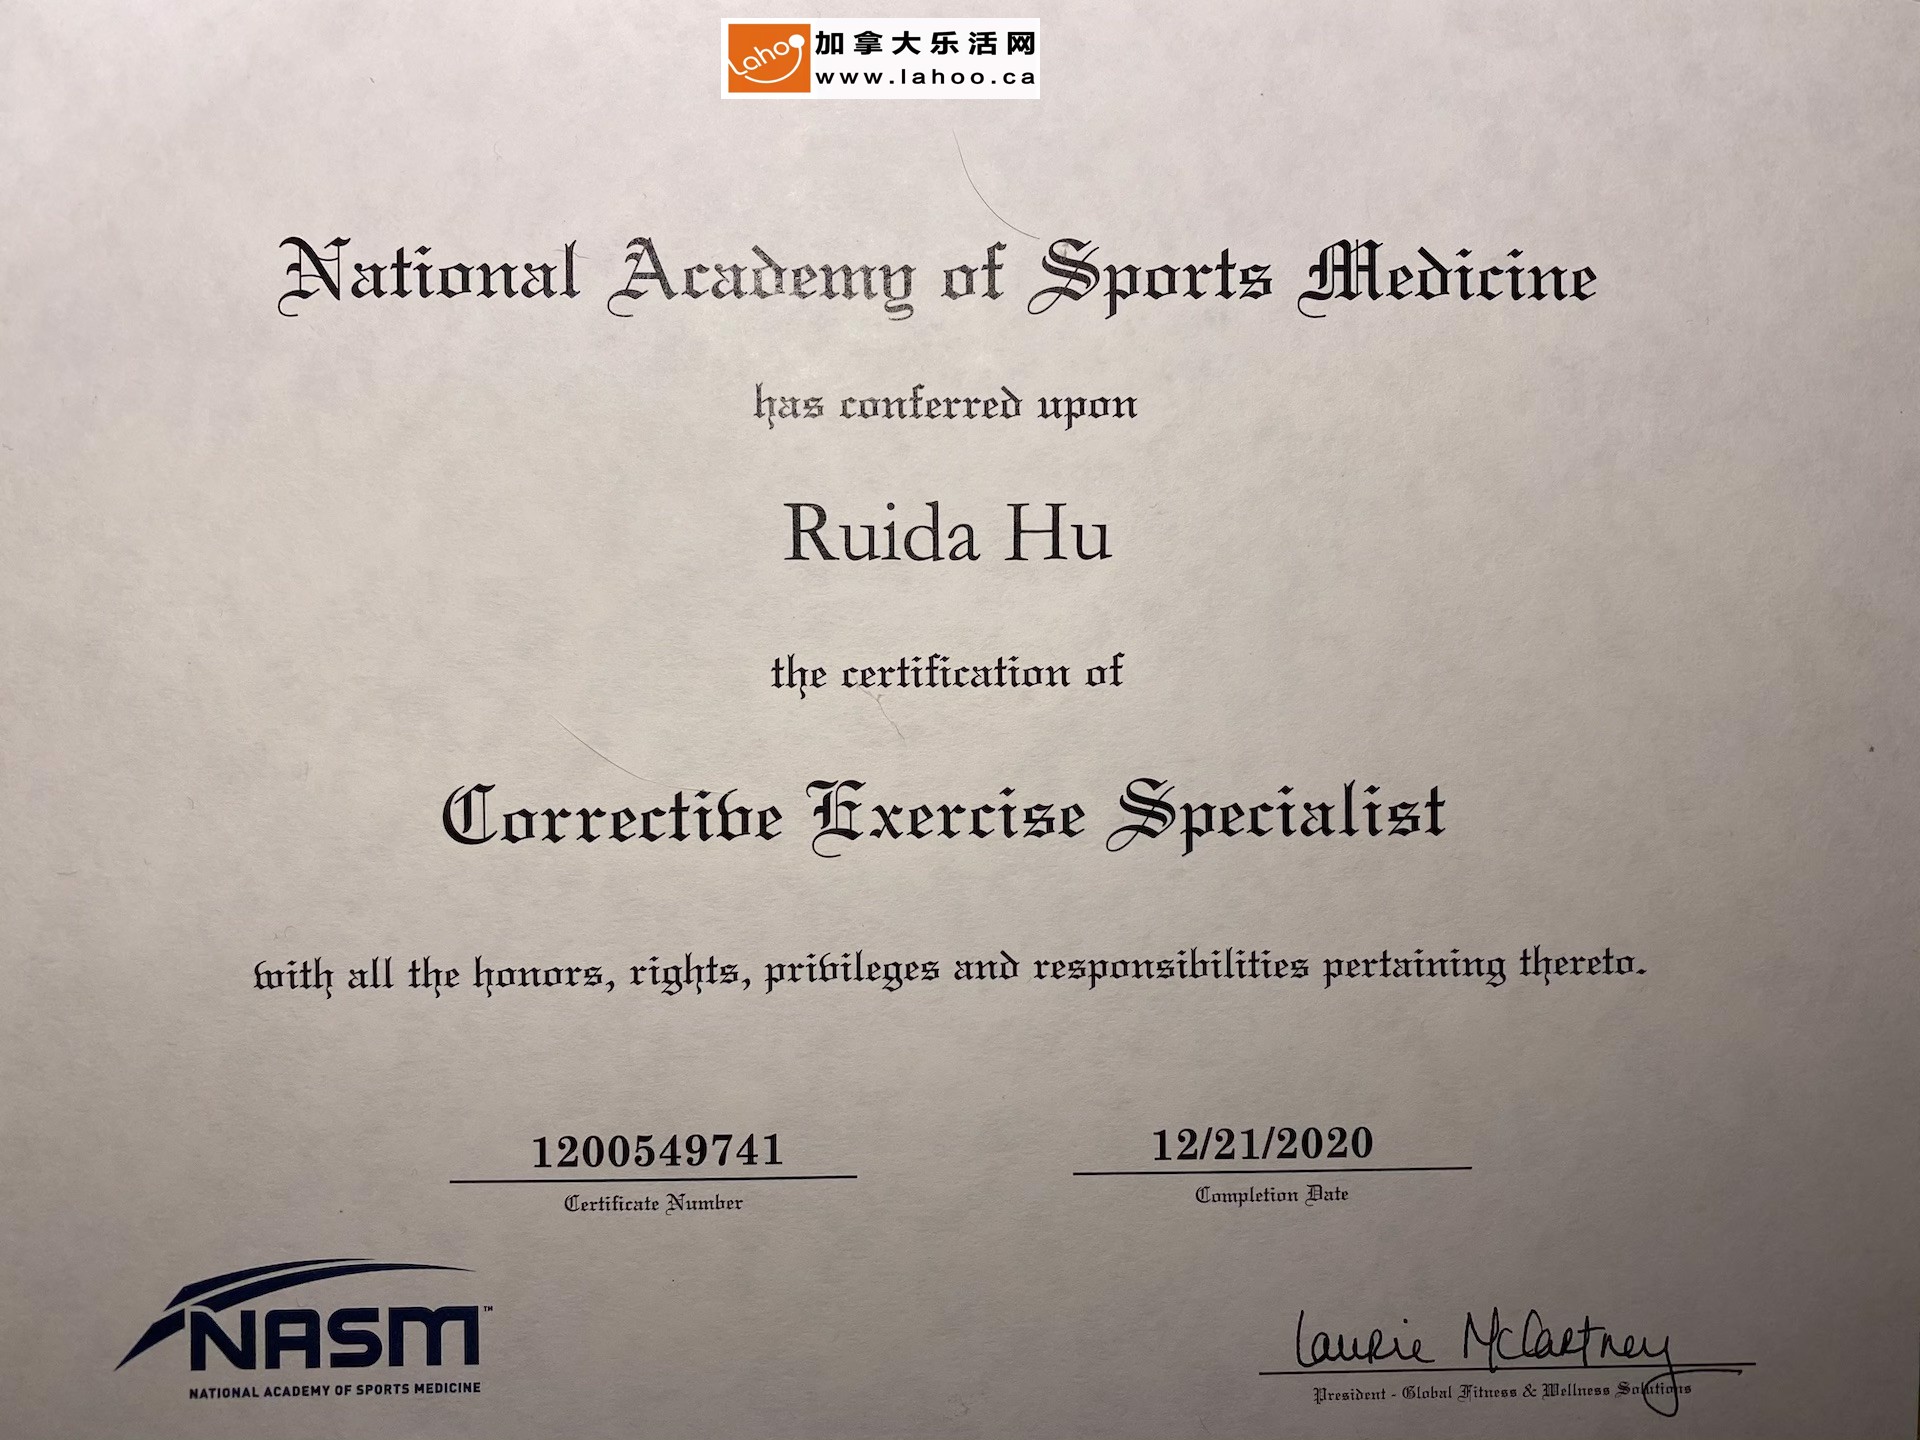 Lahoo 加拿大乐活网
www.lahoo.ca
National Academy of Sports Medicine
has conferred upon
Ruida Hu
the certification of
Corrective Exercise Specialist
with all the honors, rights, privileges and responsibilities pertaining thereto.
1200549741
Certificate Number
12/21/2020
Completion Date
NASM™
NATIONAL ACADEMY OF SPORTS MEDICINE
Laurie McCartney
President - Global Fitness & Wellness Solutions